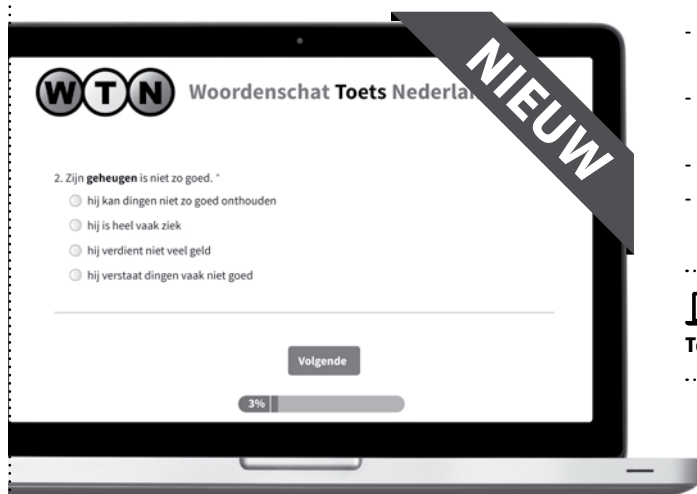 WTN Woordenschat Toets
NIEUW
2. Zijn geheugen is niet zo goed. *
hij kan dingen niet zo goed onthouden
hij is heel vaak ziek
hij verdient niet veel geld
hij verstaat dingen vaak niet goed
Volgende
3%